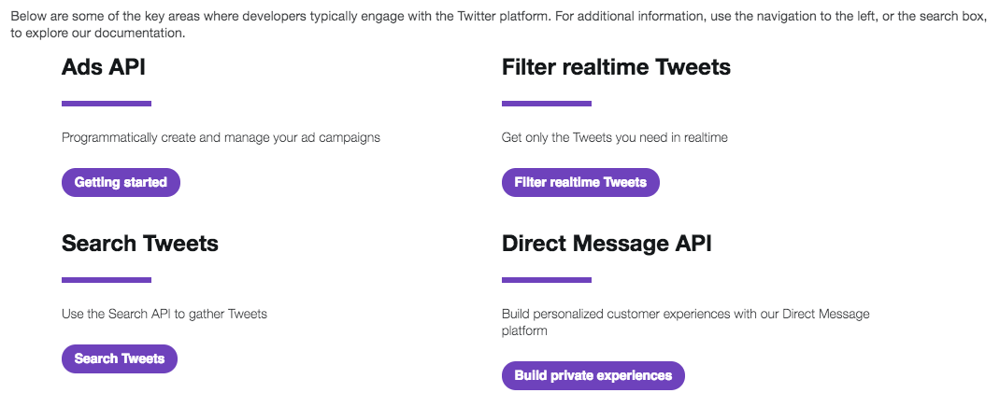 Below are some of the key areas where developers typically engage with the Twitter platform. For additional information, use the navigation to the left, or the search box,
to explore our documentation.
Ads API
Programmatically create and manage your ad campaigns
Getting started
Filter realtime Tweets
Get only the Tweets you need in realtime
Filter realtime Tweets
Search Tweets
Use the Search API to gather Tweets
Search Tweets
Direct Message API
Build personalized customer experiences with our Direct Message
platform
Build private experiences